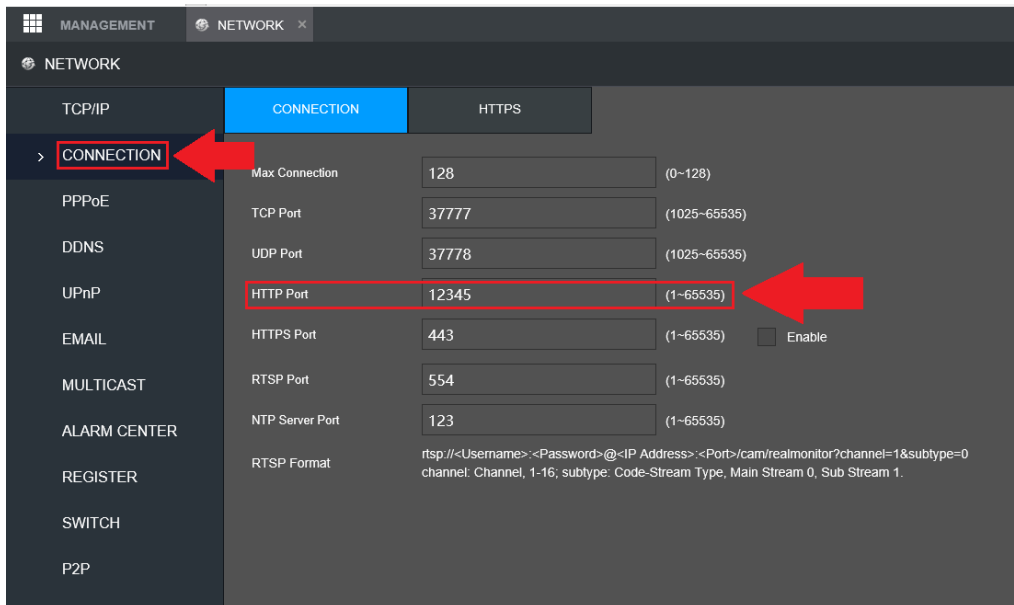 MANAGEMENT NETWORK ×
NETWORK
TCP/IP
CONNECTION
PPPoE
DDNS
UPnP
EMAIL
MULTICAST
ALARM CENTER
REGISTER
SWITCH
P2P
CONNECTION HTTPS
Max Connection 128 (0~128)
TCP Port 37777 (1025~65535)
UDP Port 37778 (1025~65535)
HTTP Port 12345 (1~65535)
HTTPS Port 443 (1~65535) Enable
RTSP Port 554 (1~65535)
NTP Server Port 123 (1~65535)
RTSP Format rtsp://<Username>:<Password>@<IP Address>:<Port>/cam/realmonitor?channel=1&subtype=0
channel: Channel, 1-16; subtype: Code-Stream Type, Main Stream 0, Sub Stream 1.